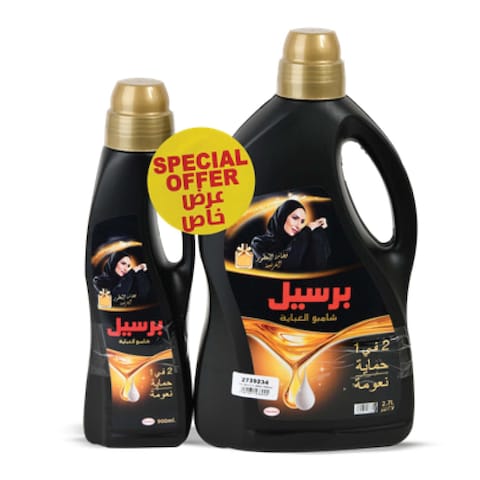 SPECIAL
OFFER
عرض
خاص
برسيل
شامبو العباية
2 في 1
حماية
نعومة
900ml.
برسيل
شامبو العباية
2 في 1
حماية
نعومة
2739234
2.7L